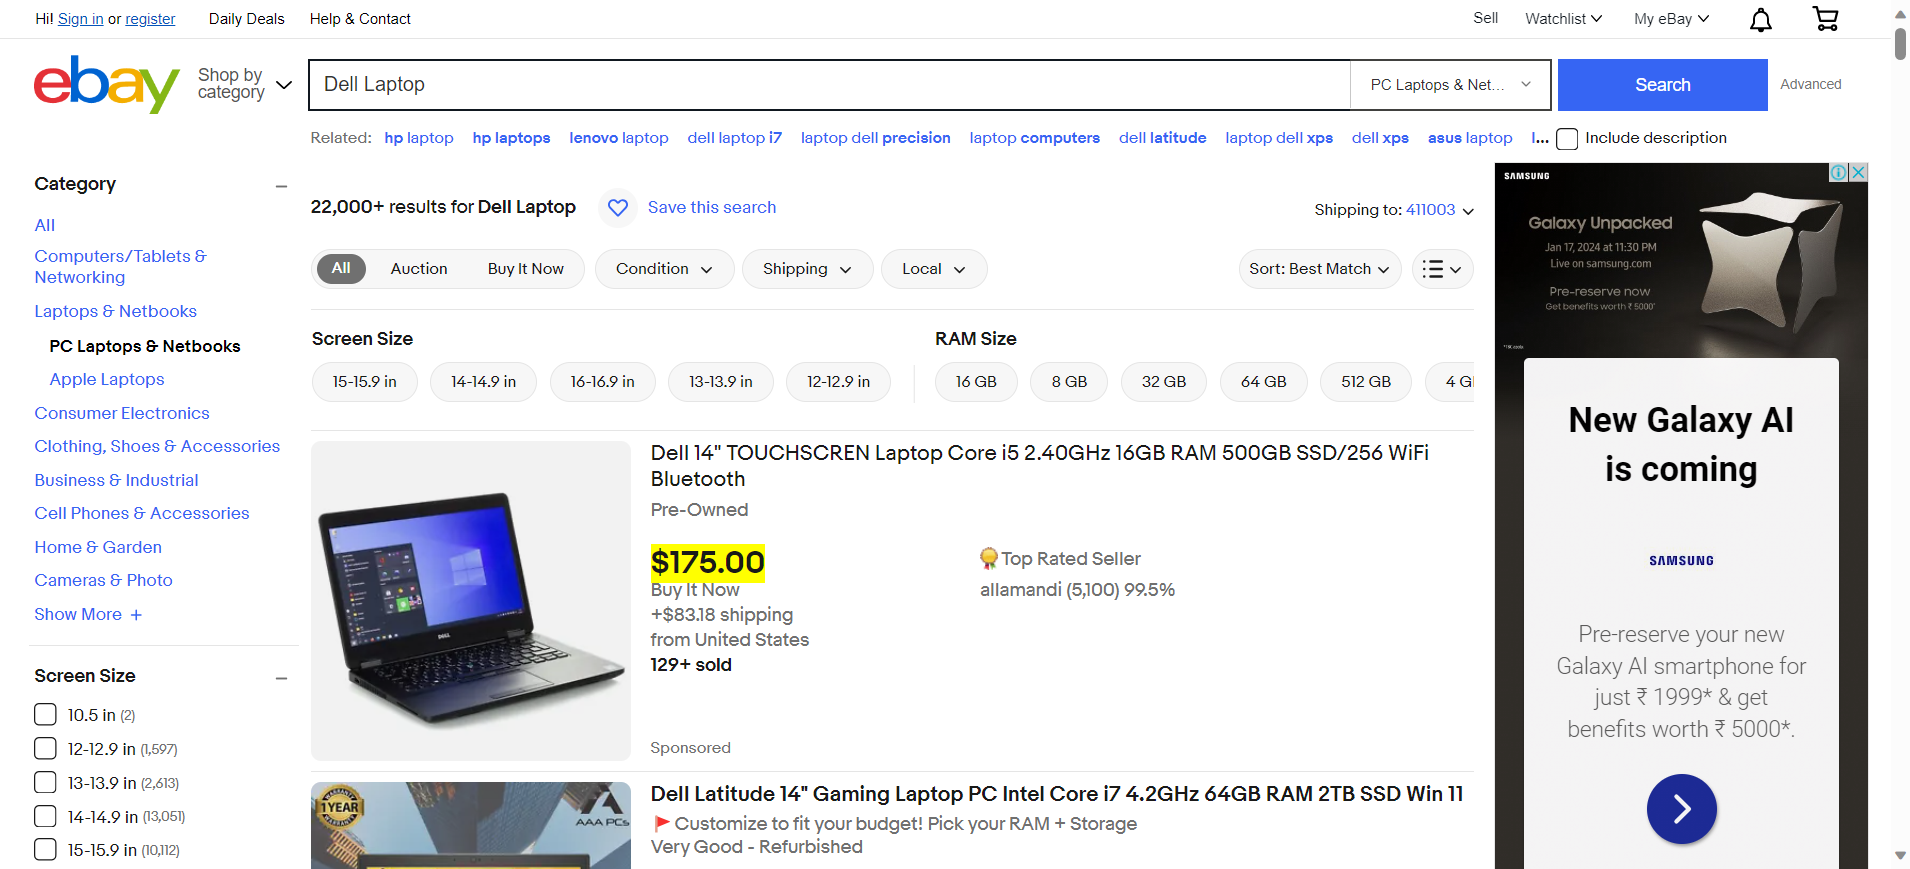 Hi! Sign in or register
Daily Deals
Help & Contact
Sell
Watchlist
My eBay
ebay
Shop by
category
Dell Laptop
PC Laptops & Net...
Search
Advanced
Related:
hp laptop
hp laptops
lenovo laptop
dell laptop i7
laptop dell precision
laptop computers
dell latitude
laptop dell xps
dell xps
asus laptop
l...
Include description
Category
All
Computers/Tablets &
Networking
Laptops & Netbooks
PC Laptops & Netbooks
Apple Laptops
Consumer Electronics
Clothing, Shoes & Accessories
Business & Industrial
Cell Phones & Accessories
Home & Garden
Cameras & Photo
Show More +
Screen Size
10.5 in (2)
12-12.9 in (1,597)
13-13.9 in (2,613)
14-14.9 in (13,051)
15-15.9 in (10,112)
22,000+ results for Dell Laptop
Save this search
Shipping to: 411003
All
Auction
Buy It Now
Condition
Shipping
Local
Sort: Best Match
Screen Size
15-15.9 in
14-14.9 in
16-16.9 in
13-13.9 in
12-12.9 in
RAM Size
16 GB
8 GB
32 GB
64 GB
512 GB
4 G
Dell 14" TOUCHSCREN Laptop Core i5 2.40GHz 16GB RAM 500GB SSD/256 WiFi
Bluetooth
Pre-Owned
$175.00
Buy It Now
+$83.18 shipping
from United States
129+ sold
Top Rated Seller
allamandi (5,100) 99.5%
Sponsored
DELL
1 YEAR
WARRANTY
AAA PCs
Dell Latitude 14" Gaming Laptop PC Intel Core i7 4.2GHz 64GB RAM 2TB SSD Win 11
Customize to fit your budget! Pick your RAM + Storage
Very Good - Refurbished
SAMSUNG
Galaxy Unpacked
Jan 17, 2024 at 11:30 PM
Live on samsung.com
Pre-reserve now
Get benefits worth ₹ 5000*
New Galaxy AI
is coming
SAMSUNG
Pre-reserve your new
Galaxy AI smartphone for
just ₹ 1999* & get
benefits worth ₹ 5000*.